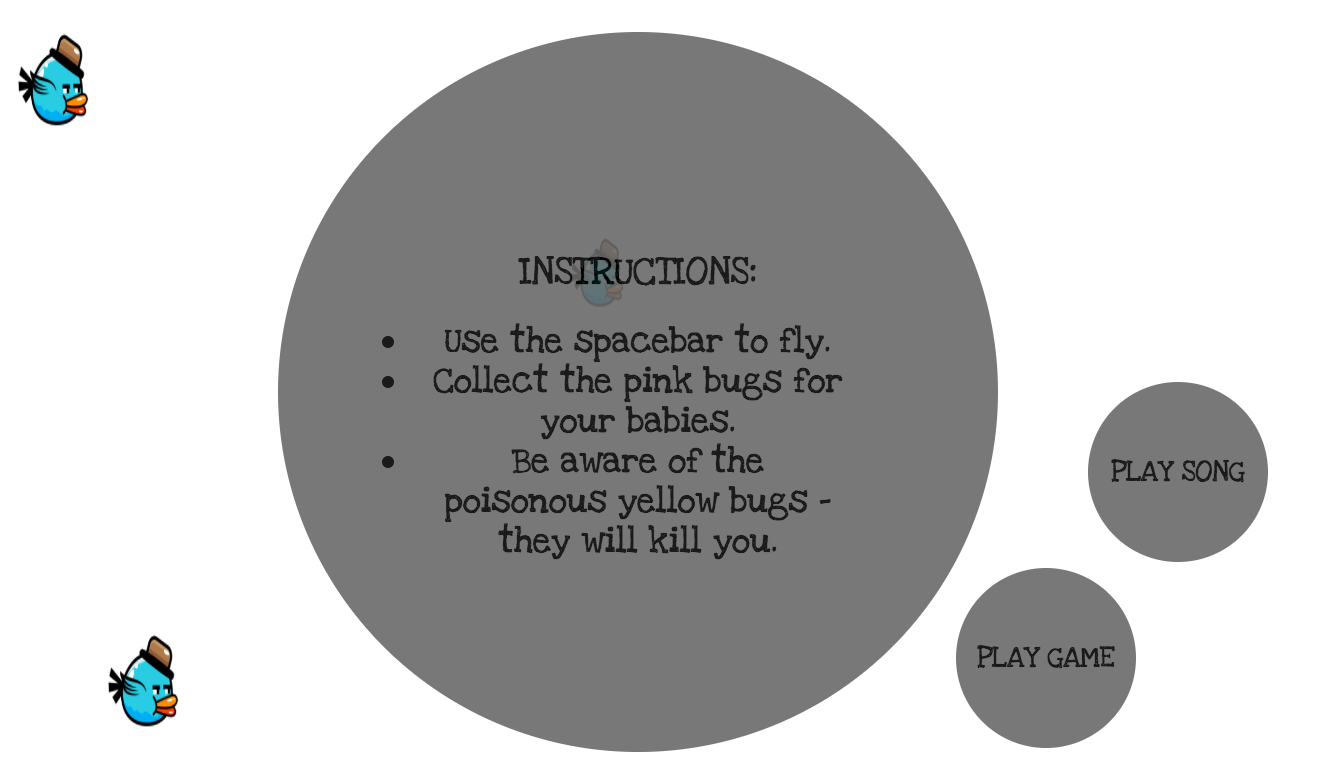 INSTRUCTIONS:
• Use the spacebar to fly.
• Collect the pink bugs for
your babies.
• Be aware of the
poisonous yellow bugs -
they will kill you.
PLAY SONG
PLAY GAME